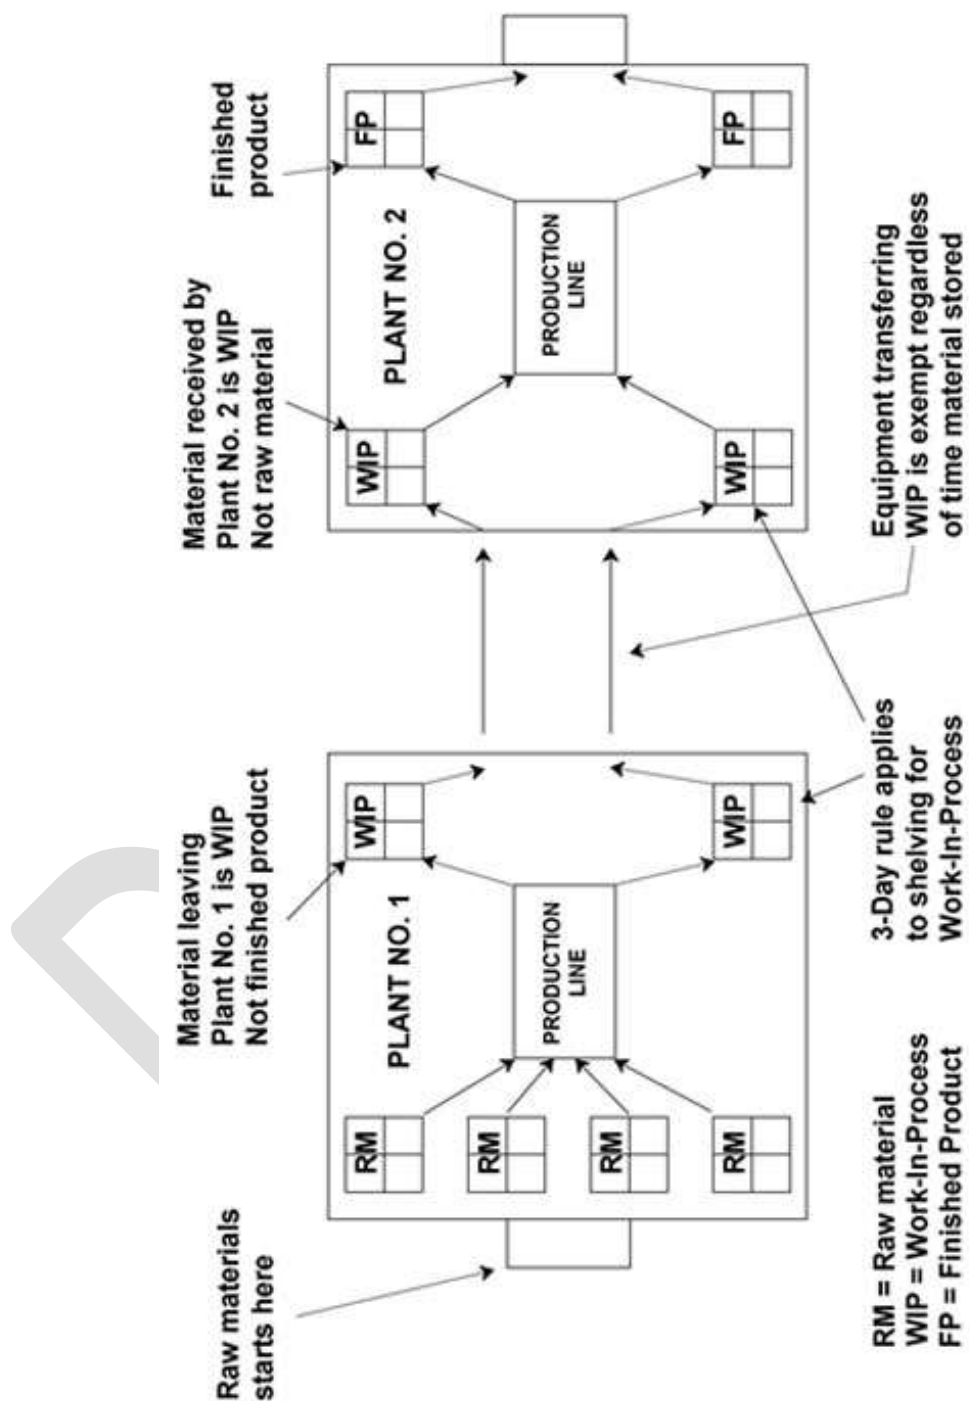 Raw materials
starts here
Material leaving
Plant No. 1 is WIP
Not finished product
Material received by
Plant No. 2 is WIP
Not raw material
Finished
product
RM
RM
RM
RM
PLANT NO. 1
PRODUCTION
LINE
WIP
WIP
WIP
WIP
PLANT NO. 2
PRODUCTION
LINE
FP
FP
RM = Raw material
WIP = Work-In-Process
FP = Finished Product
3-Day rule applies
to shelving for
Work-In-Process
Equipment transferring
WIP is exempt regardless
of time material stored